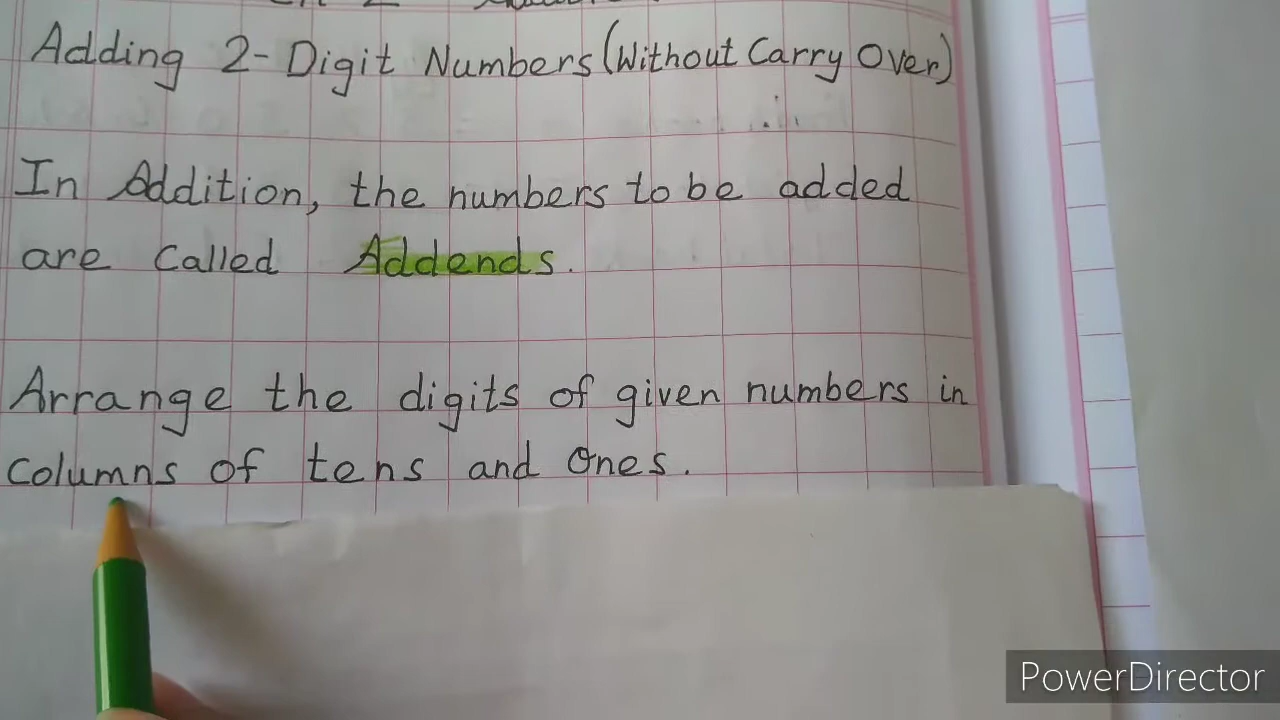 Adding 2-Digit Numbers (Without Carry Over)
In Addition, the numbers to be added
are called Addends.
Arrange the digits of given numbers in
columns of tens and Ones.
PowerDirector